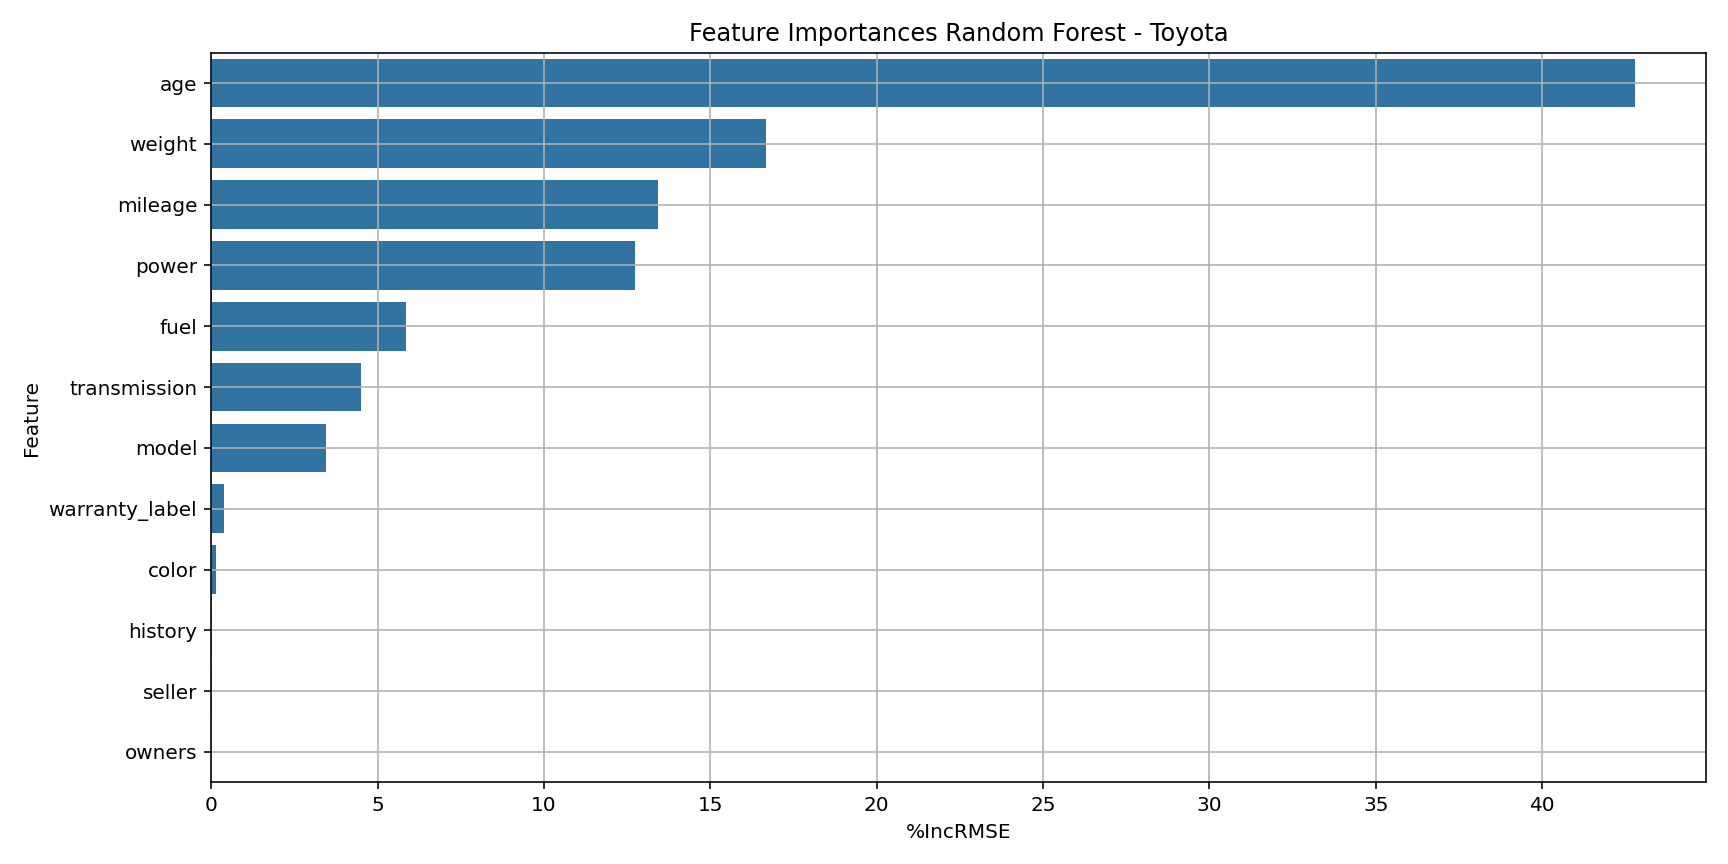 Feature Importances Random Forest - Toyota
age
weight
mileage
power
fuel
transmission
model
warranty_label
color
history
seller
owners
Feature
0 5 10 15 20 25 30 35 40
%IncRMSE